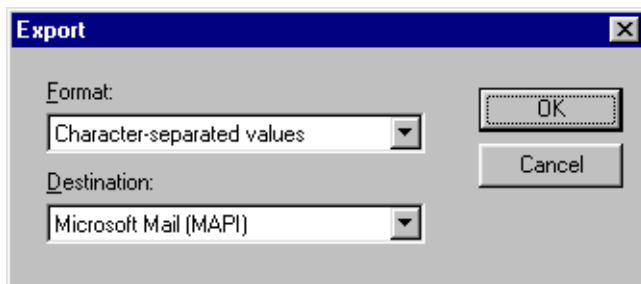 Export
Format:
Character-separated values
OK
Cancel
Destination:
Microsoft Mail (MAPI)